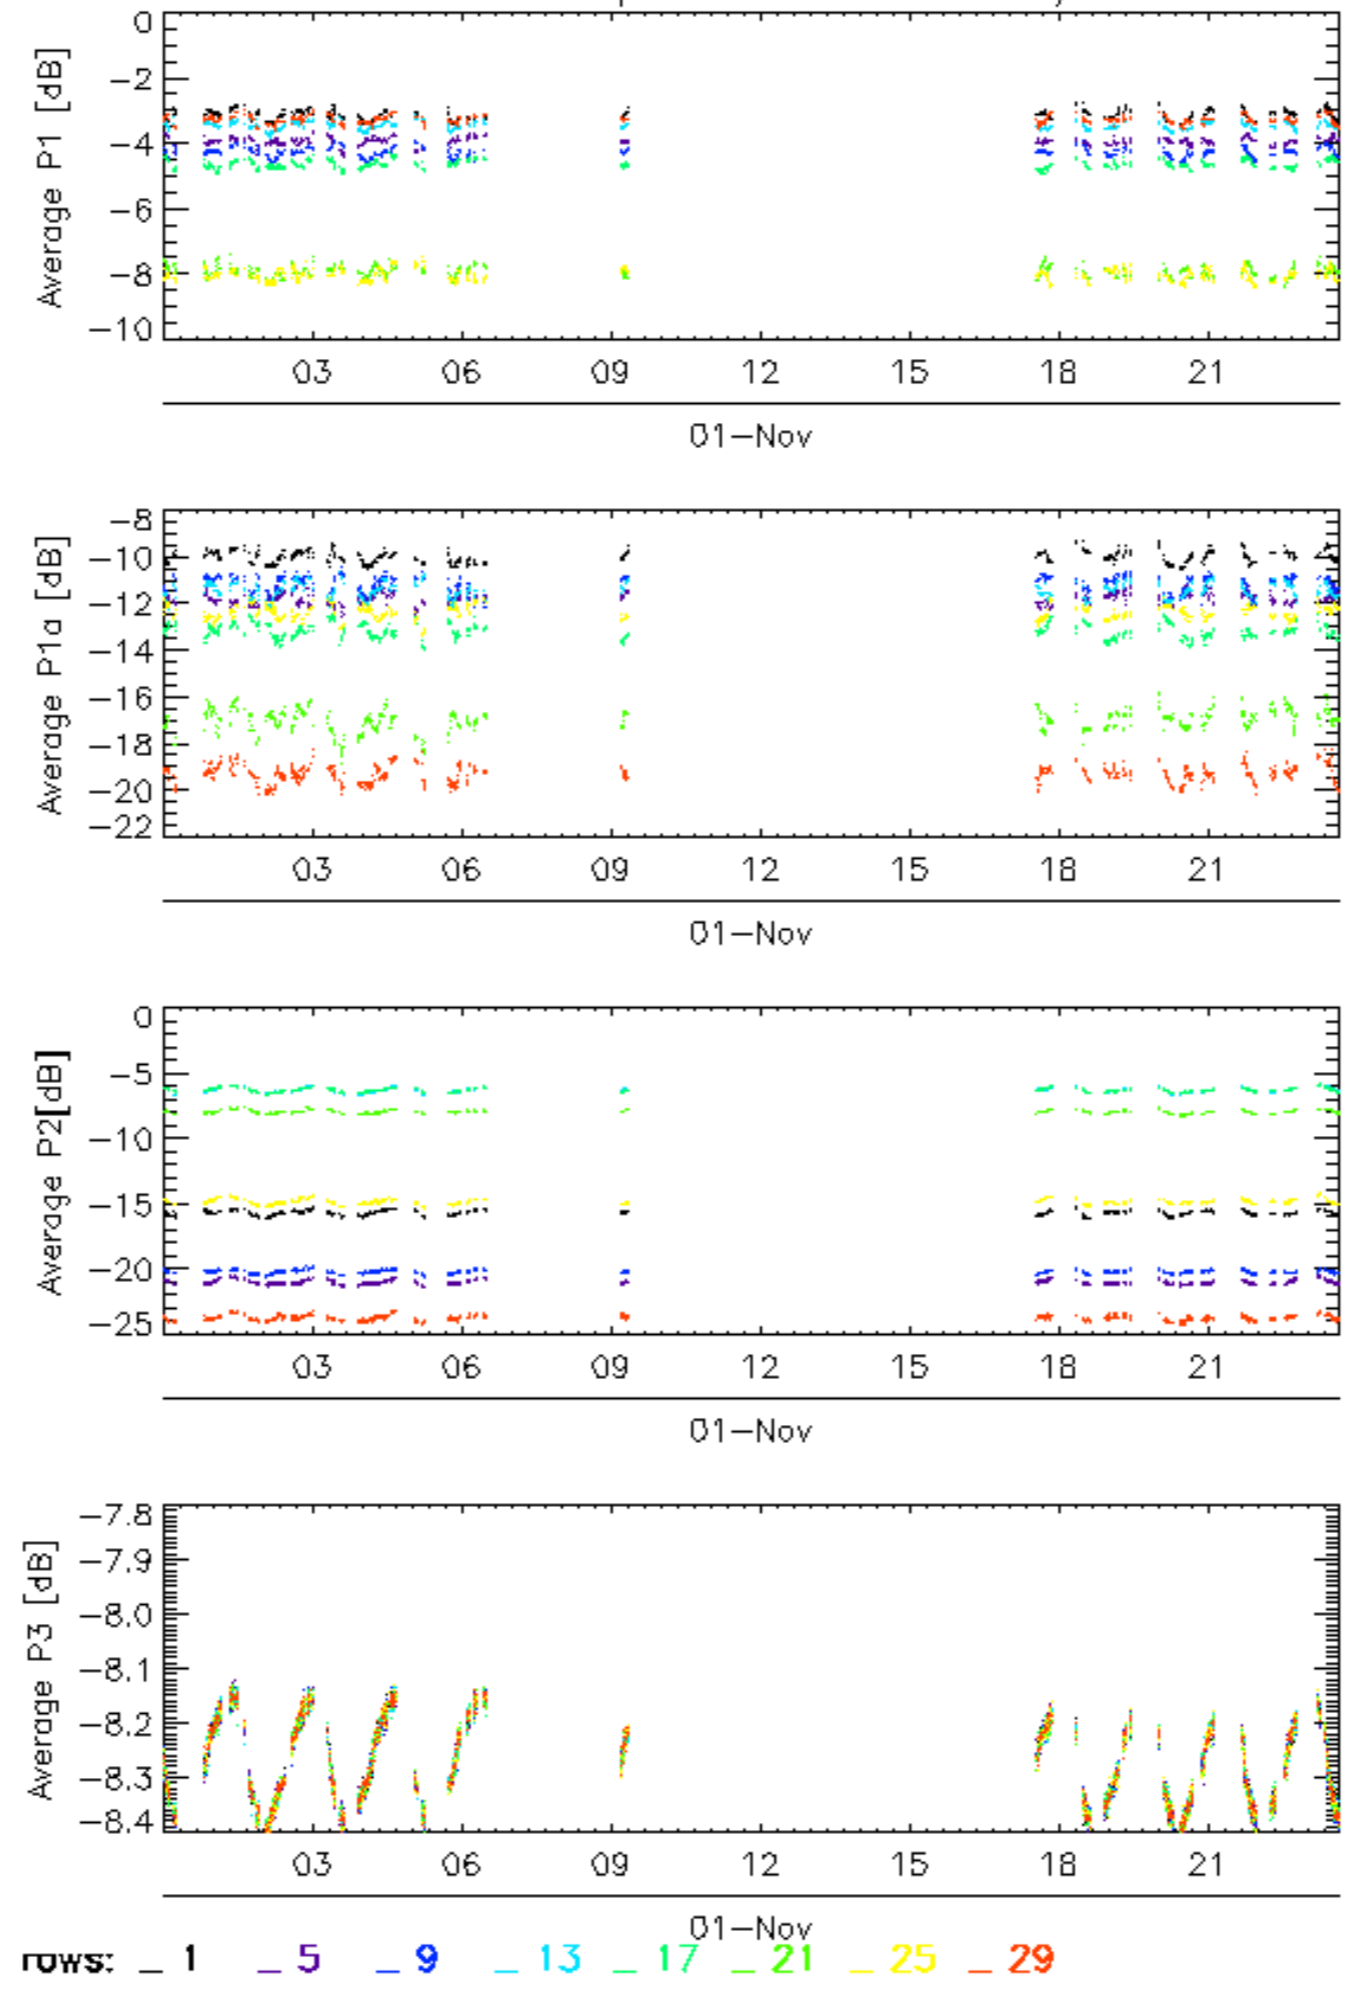 Average P1 [dB]
0
−2
−4
−6
−8
−10
03 06 09 12 15 18 21
01−Nov
Average P1a [dB]
−8
−10
−12
−14
−16
−18
−20
−22
03 06 09 12 15 18 21
01−Nov
Average P2[dB]
0
−5
−10
−15
−20
−25
03 06 09 12 15 18 21
01−Nov
Average P3 [dB]
−7.8
−7.9
−8.0
−8.1
−8.2
−8.3
−8.4
03 06 09 12 15 18 21
01−Nov
rows: _ 1 _ 5 _ 9 _ 13 _ 17 _ 21 _ 25 _ 29